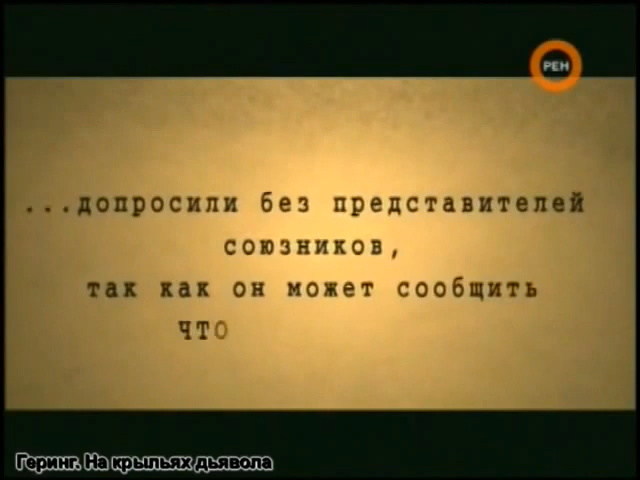 РЕН
...допросили без представителей
союзников,
так как он может сообщить
что
Геринг. На крыльях дьявола